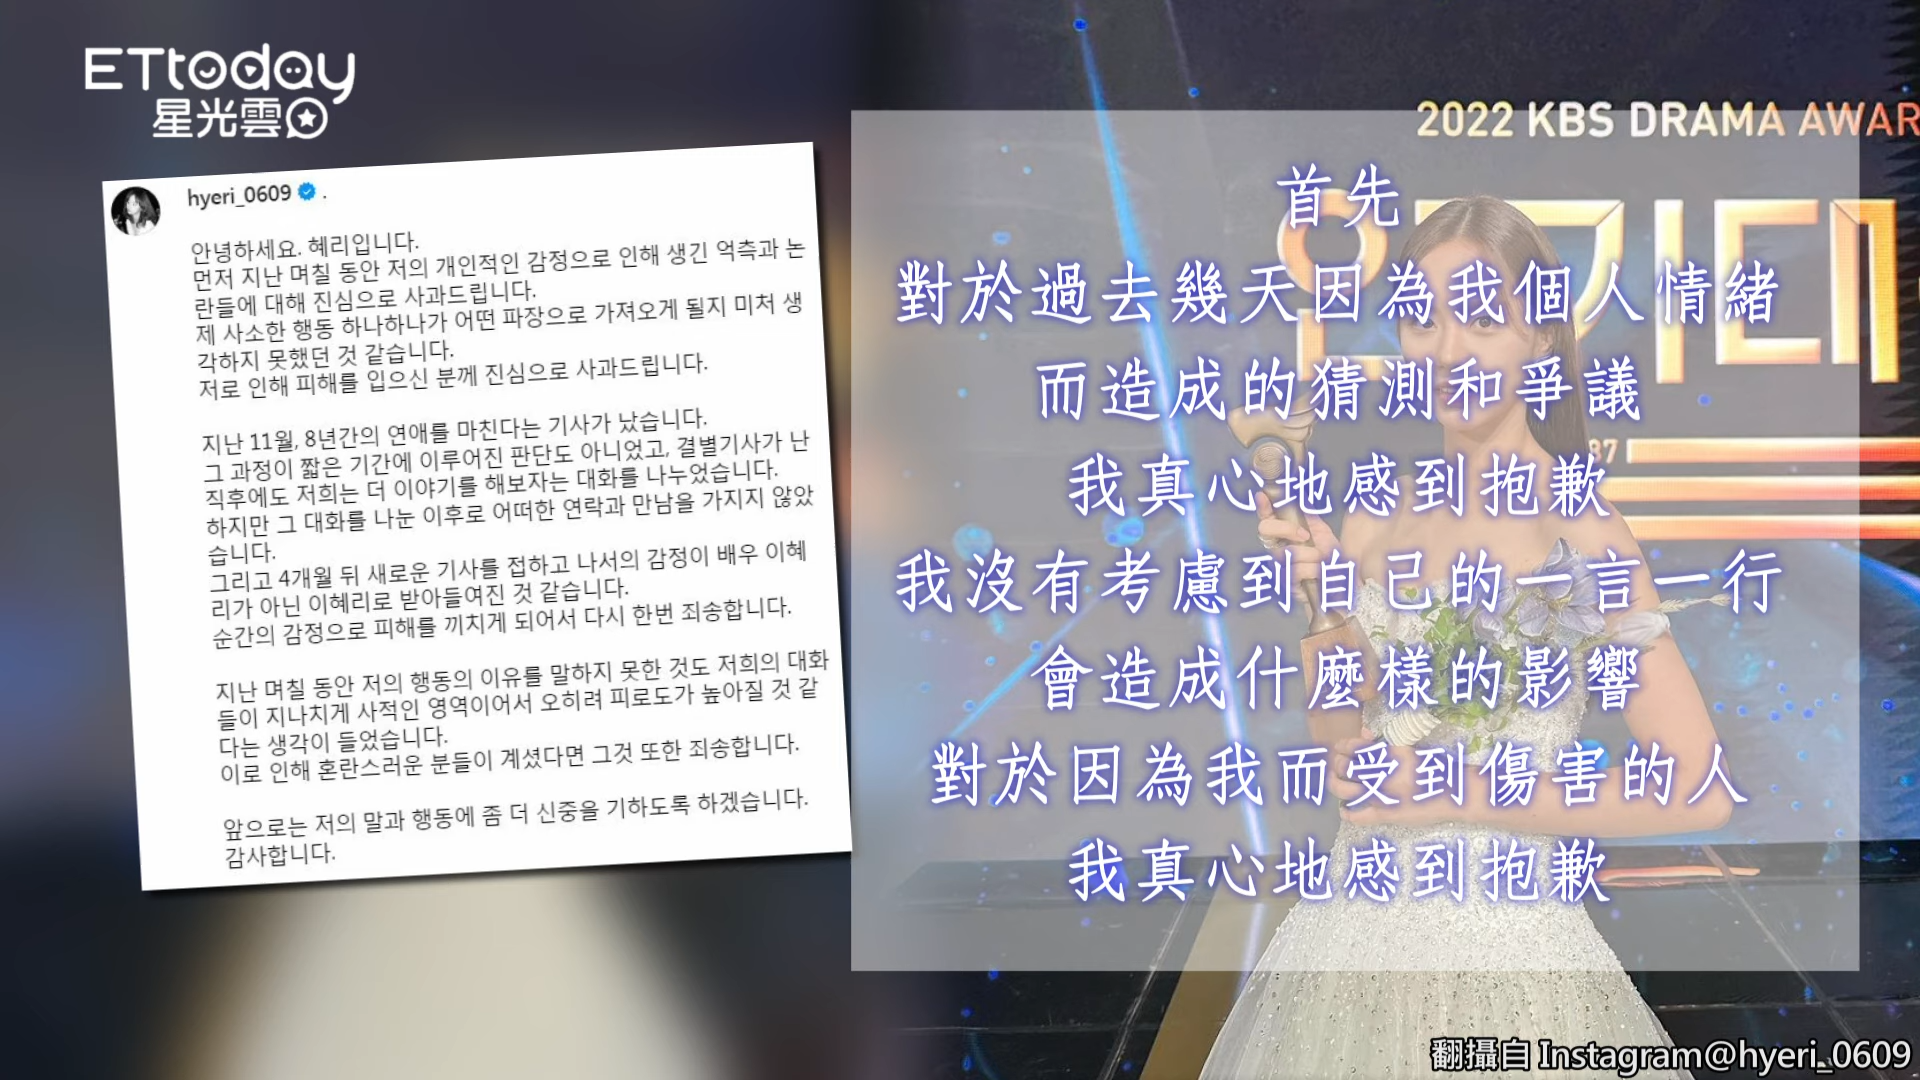 ETtoday
星光雲
hyeri_0609 .
안녕하세요. 혜리입니다.
먼저 지난 며칠 동안 저의 개인적인 감정으로 인해 생긴 억측과 논
란들에 대해 진심으로 사과드립니다.
제 사소한 행동 하나하나가 어떤 파장으로 가져오게 될지 미처 생
각하지 못했던 것 같습니다.
저로 인해 피해를 입으신 분께 진심으로 사과드립니다.
지난 11월, 8년간의 연애를 마친다는 기사가 났습니다.
그 과정이 짧은 기간에 이루어진 판단도 아니었고, 결별기사가 난
직후에도 저희는 더 이야기를 해보자는 대화를 나누었습니다.
하지만 그 대화를 나눈 이후로 어떠한 연락과 만남을 가지지 않았
습니다.
그리고 4개월 뒤 새로운 기사를 접하고 나서의 감정이 배우 이혜
리가 아닌 이혜리로 받아들여진 것 같습니다.
순간의 감정으로 피해를 끼치게 되어서 다시 한번 죄송합니다.
지난 며칠 동안 저의 행동의 이유를 말하지 못한 것도 저희의 대화
들이 지나치게 사적인 영역이어서 오히려 피로도가 높아질 것 같
다는 생각이 들었습니다.
이로 인해 혼란스러운 분들이 계셨다면 그것 또한 죄송합니다.
앞으로는 저의 말과 행동에 좀 더 신중을 기하도록 하겠습니다.
감사합니다.
2022 KBS DRAMA AWAR
首先
對於過去幾天因為我個人情緒
而造成的猜測和爭議
我真心地感到抱歉
我沒有考慮到自己的一言一行
會造成什麼樣的影響
對於因為我而受到傷害的人
我真心地感到抱歉
87
翻攝自 Instagram@hyeri_0609